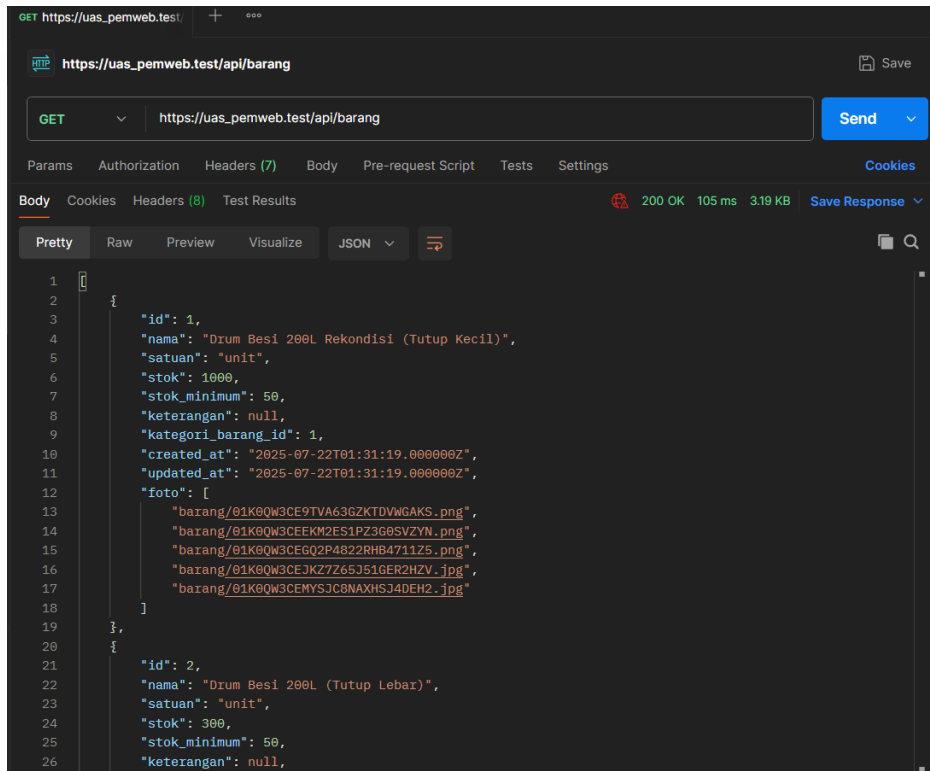 GET https://uas_pemweb.test/ + ooo
HTTP https://uas_pemweb.test/api/barang Save
GET https://uas_pemweb.test/api/barang Send
Params Authorization Headers (7) Body Pre-request Script Tests Settings Cookies
Body Cookies Headers (8) Test Results 200 OK 105 ms 3.19 KB Save Response
Pretty Raw Preview Visualize JSON
1 [
2 {
3 "id": 1,
4 "nama": "Drum Besi 200L Rekondisi (Tutup Kecil)",
5 "satuan": "unit",
6 "stok": 1000,
7 "stok_minimum": 50,
8 "keterangan": null,
9 "kategori_barang_id": 1,
10 "created_at": "2025-07-22T01:31:19.000000Z",
11 "updated_at": "2025-07-22T01:31:19.000000Z",
12 "foto": [
13 "barang/01K0QW3CE9TVA63GZKTDVWGAKS.png",
14 "barang/01K0QW3CEEKM2ES1PZ3G0SVZYN.png",
15 "barang/01K0QW3CEGQ2P4822RHB4711Z5.png",
16 "barang/01K0QW3CEJKZ7Z65J51GER2HZV.jpg",
17 "barang/01K0QW3CEMYSJC8NAXHSJ4DEH2.jpg"
18 ]
19 },
20 {
21 "id": 2,
22 "nama": "Drum Besi 200L (Tutup Lebar)",
23 "satuan": "unit",
24 "stok": 300,
25 "stok_minimum": 50,
26 "keterangan": null,